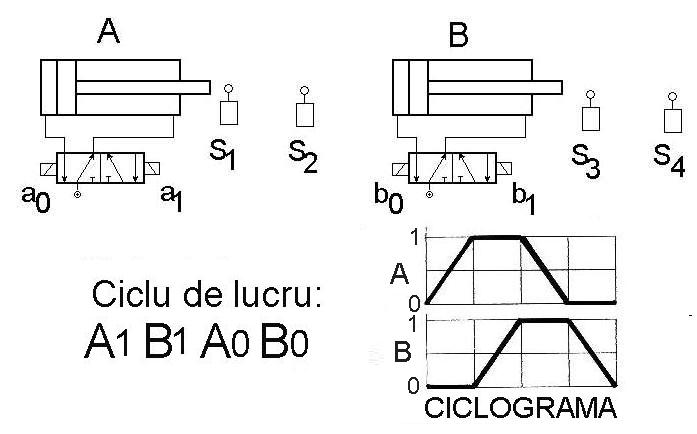 A
B
S1
S2
S3
S4
a0
a1
b0
b1
Ciclu de lucru:
A1 B1 A0 B0
1
A
0
1
B
0
CICLOGRAMA